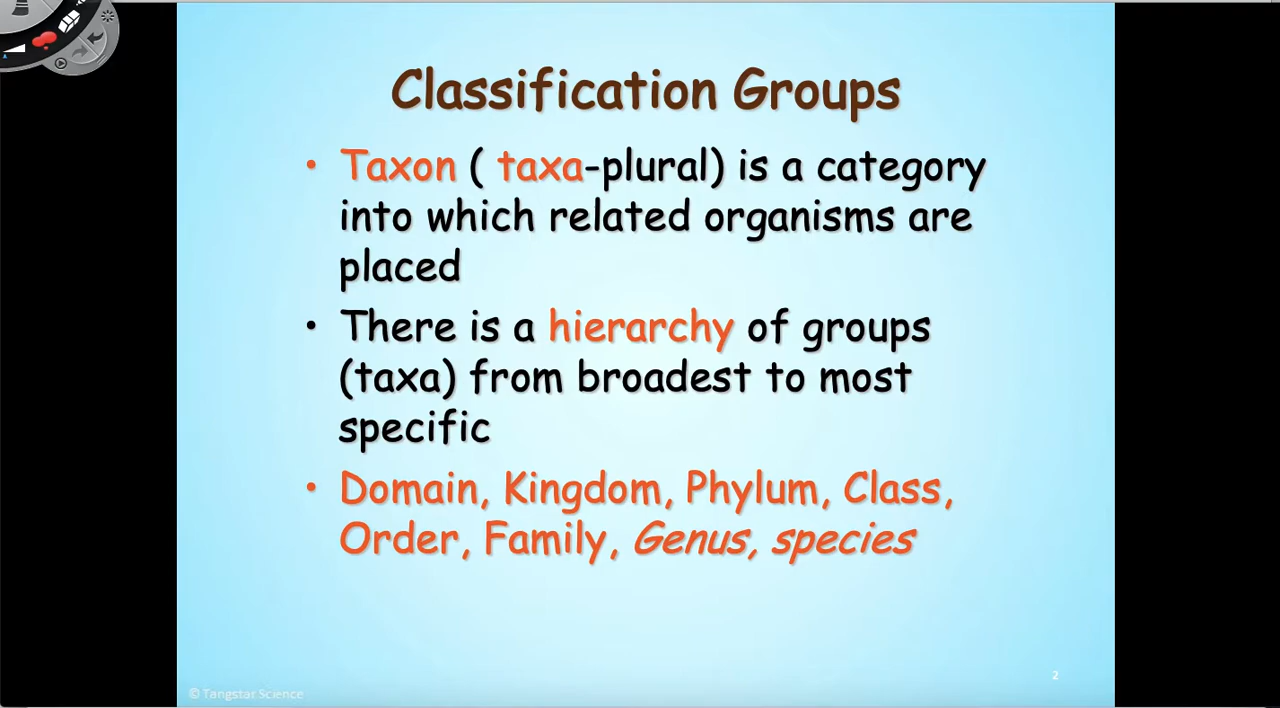 Classification Groups
• Taxon ( taxa-plural) is a category
into which related organisms are
placed
• There is a hierarchy of groups
(taxa) from broadest to most
specific
• Domain, Kingdom, Phylum, Class,
Order, Family, Genus, species
2
© Tangstar Science